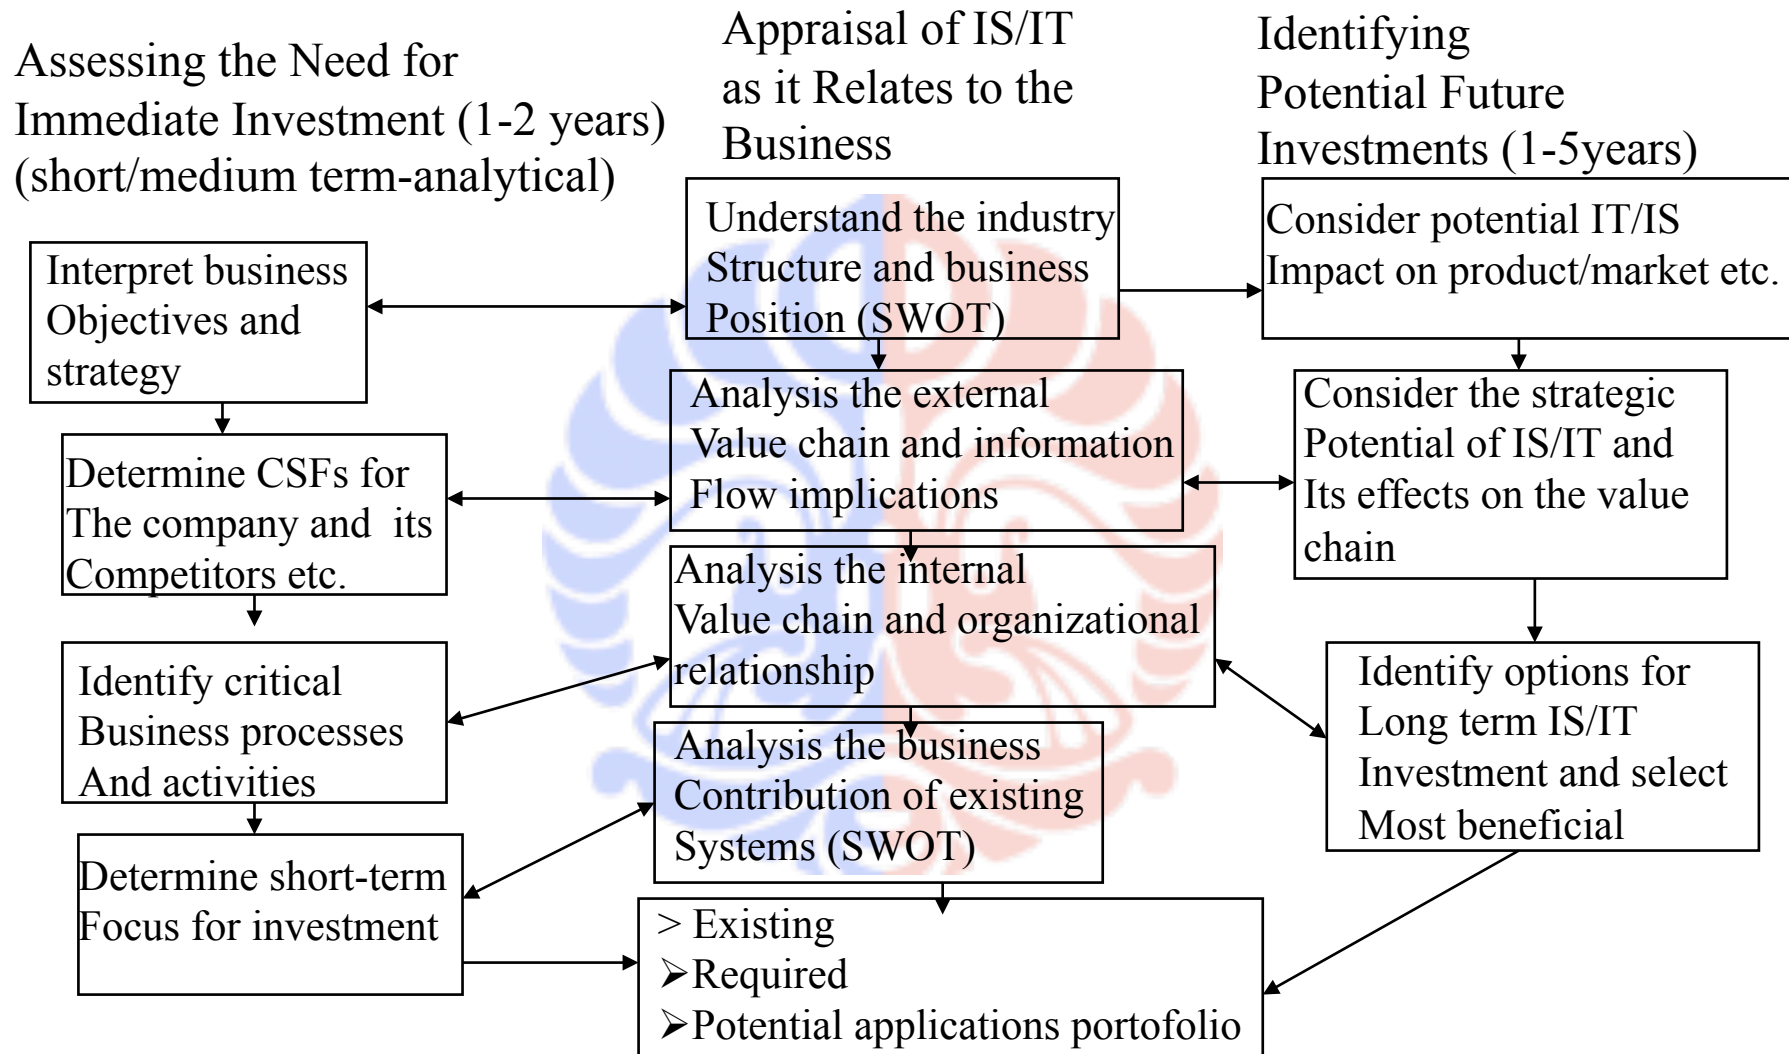 Assessing the Need for
Immediate Investment (1-2 years)
(short/medium term-analytical)
Appraisal of IS/IT
as it Relates to the
Business
Identifying
Potential Future
Investments (1-5years)
Interpret business
Objectives and
strategy
Understand the industry
Structure and business
Position (SWOT)
Consider potential IT/IS
Impact on product/market etc.
Determine CSFs for
The company and its
Competitors etc.
Analysis the external
Value chain and information
Flow implications
Consider the strategic
Potential of IS/IT and
Its effects on the value
chain
Identify critical
Business processes
And activities
Analysis the internal
Value chain and organizational
relationship
Identify options for
Long term IS/IT
Investment and select
Most beneficial
Determine short-term
Focus for investment
Analysis the business
Contribution of existing
Systems (SWOT)
> Existing
➢Required
➢Potential applications portofolio